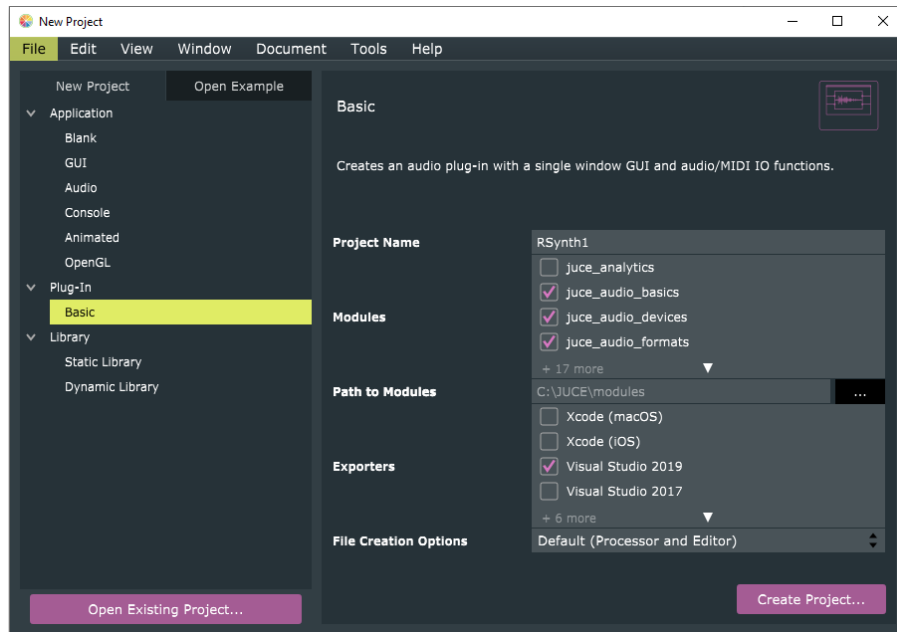 New Project
File Edit View Window Document Tools Help
New Project Open Example
Application
Blank
GUI
Audio
Console
Animated
OpenGL
Plug-In
Basic
Library
Static Library
Dynamic Library
Open Existing Project...
Basic
Creates an audio plug-in with a single window GUI and audio/MIDI IO functions.
Project Name RSynth1
Modules
juce_analytics
juce_audio_basics
juce_audio_devices
juce_audio_formats
+ 17 more
Path to Modules C:\JUCE\modules ...
Exporters
Xcode (macOS)
Xcode (iOS)
Visual Studio 2019
Visual Studio 2017
+ 6 more
File Creation Options Default (Processor and Editor)
Create Project...